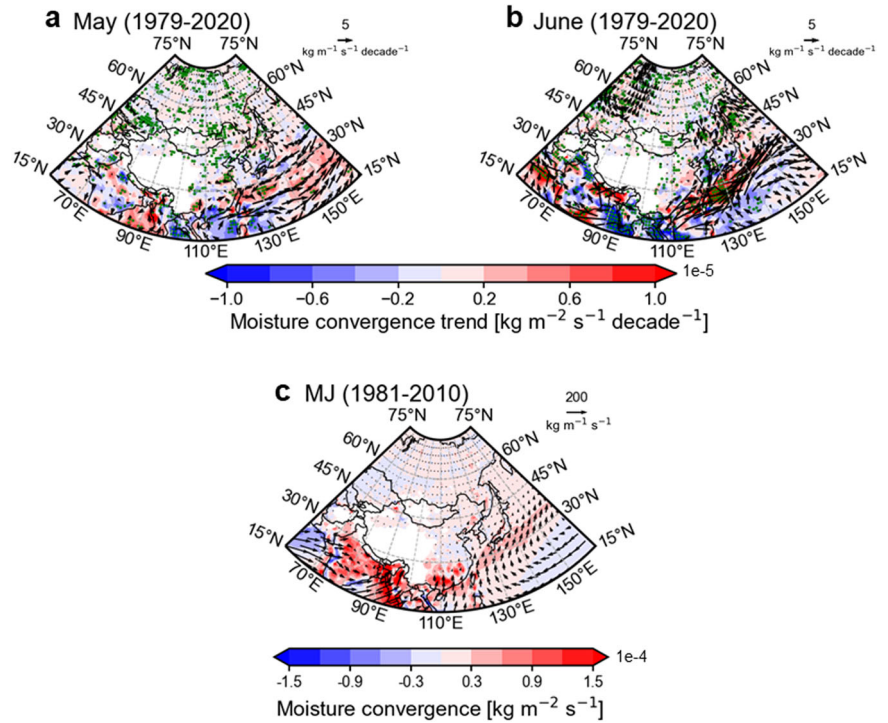 a May (1979-2020)
5
kg m⁻¹ s⁻¹ decade⁻¹
75°N 75°N
60°N 60°N
45°N 45°N
30°N 30°N
15°N 15°N
70°E 150°E
90°E 130°E
110°E
b June (1979-2020)
5
kg m⁻¹ s⁻¹ decade⁻¹
75°N 75°N
60°N 60°N
45°N 45°N
30°N 30°N
15°N 15°N
70°E 150°E
90°E 130°E
110°E
1e-5
−1.0 −0.6 −0.2 0.2 0.6 1.0
Moisture convergence trend [kg m⁻² s⁻¹ decade⁻¹]
c MJ (1981-2010)
200
kg m⁻¹ s⁻¹
75°N 75°N
60°N 60°N
45°N 45°N
30°N 30°N
15°N 15°N
70°E 150°E
90°E 130°E
110°E
1e-4
-1.5 -0.9 -0.3 0.3 0.9 1.5
Moisture convergence [kg m⁻² s⁻¹]